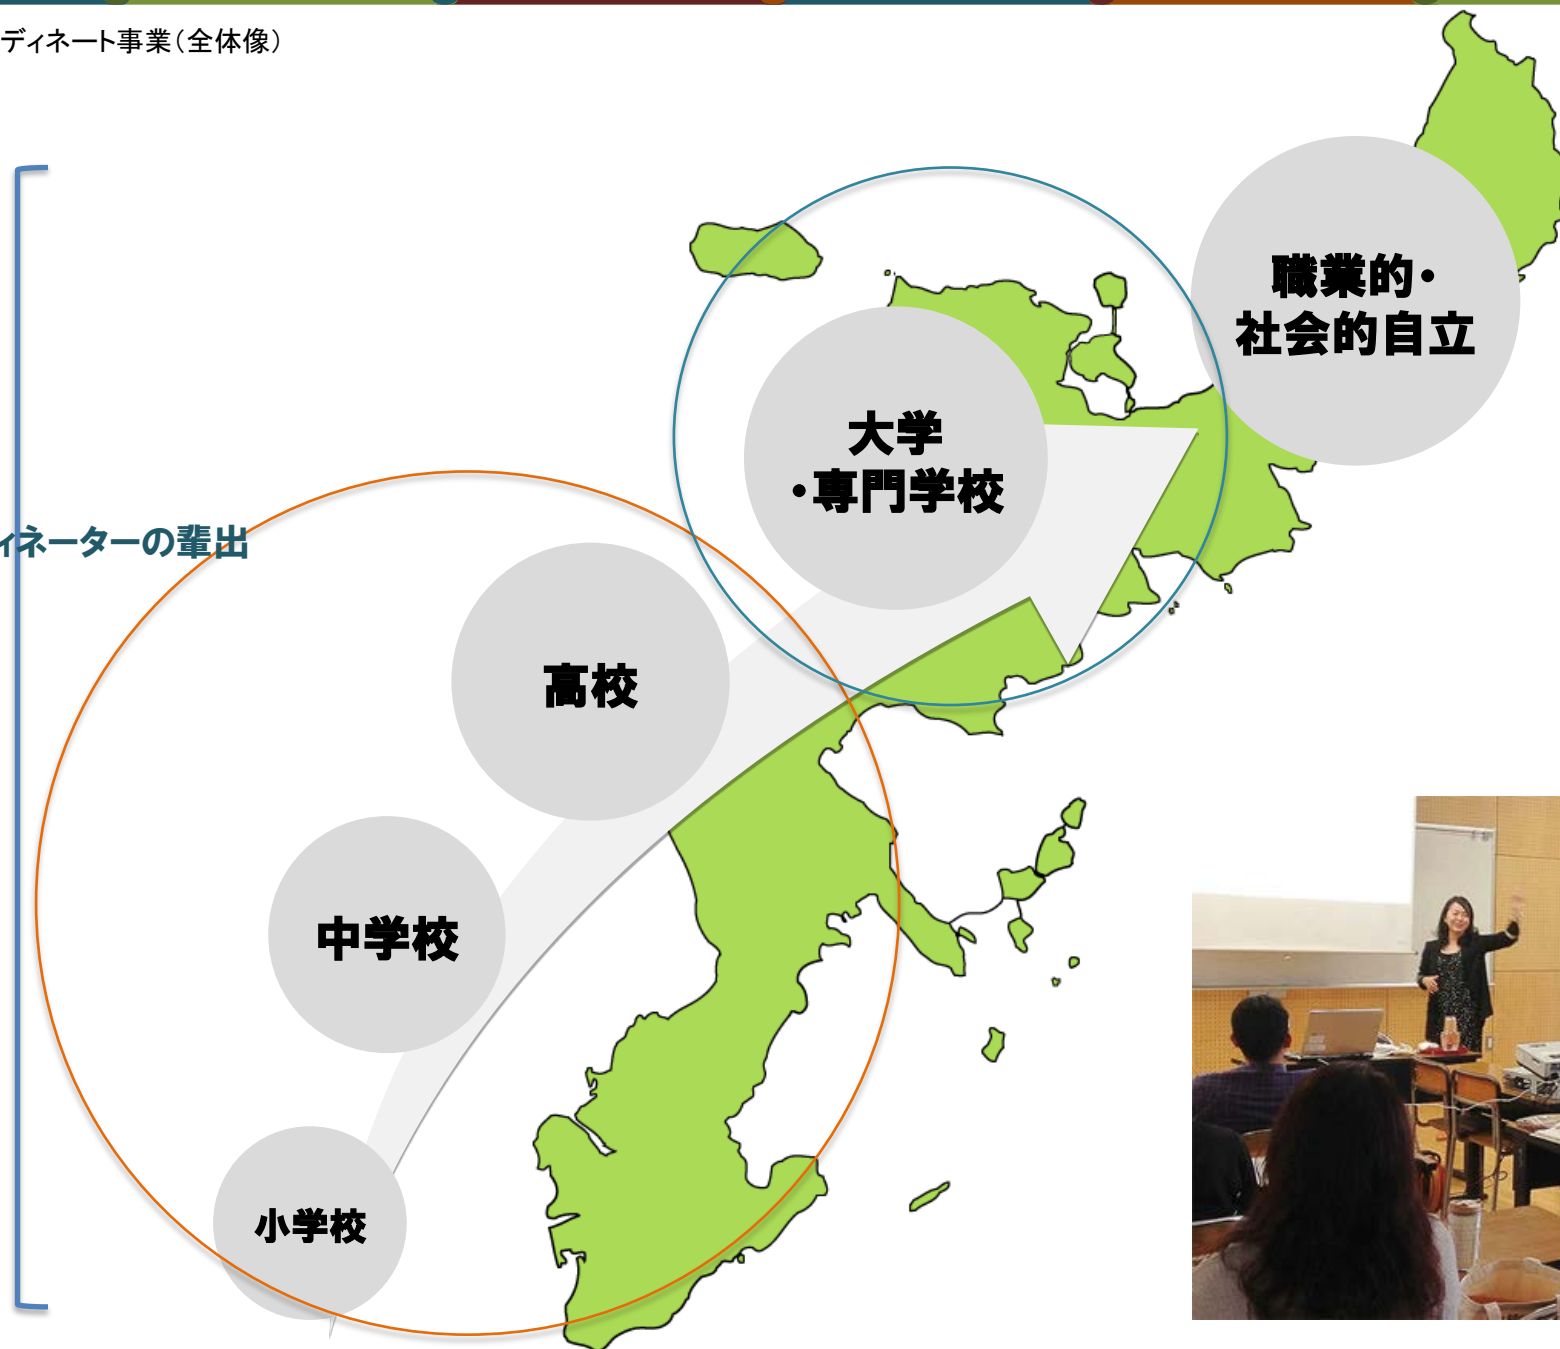 ディネート事業(全体像)
職業的・
社会的自立
大学
・専門学校
ィネーターの輩出
高校
中学校
小学校